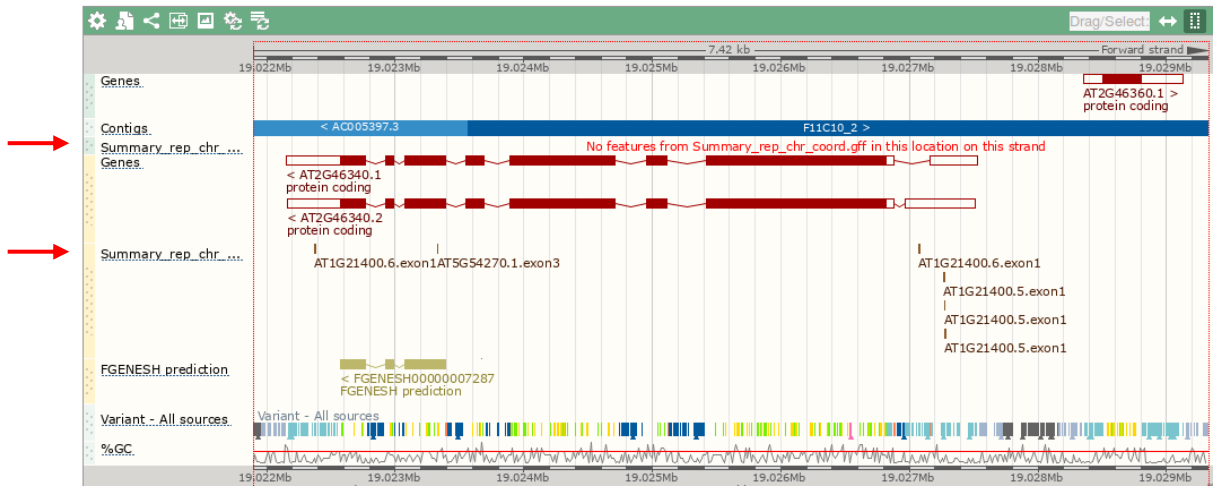 Drag/Select:
7.42 kb
Forward strand
19.022Mb 19.023Mb 19.024Mb 19.025Mb 19.026Mb 19.027Mb 19.028Mb 19.029Mb
Genes
AT2G46360.1 >
protein coding
Contigs
< AC005397.3
F11C10_2 >
Summary_rep_chr_...
No features from Summary_rep_chr_coord.gff in this location on this strand
Genes
< AT2G46340.1
protein coding
< AT2G46340.2
protein coding
Summary_rep_chr_...
AT1G21400.6.exon1 AT5G54270.1.exon3 AT1G21400.6.exon1
AT1G21400.5.exon1
AT1G21400.5.exon1
AT1G21400.5.exon1
FGENESH prediction
< FGENESH00000007287
FGENESH prediction
Variant - All sources
Variant - All sources
%GC
19.022Mb 19.023Mb 19.024Mb 19.025Mb 19.026Mb 19.027Mb 19.028Mb 19.029Mb